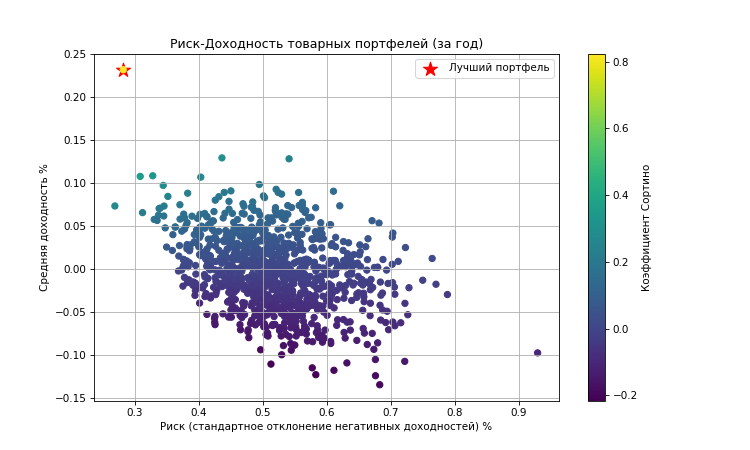 Риск-Доходность товарных портфелей (за год)
Лучший портфель
0.25
0.20
0.15
0.10
0.05
0.00
−0.05
−0.10
−0.15
Средняя доходность %
0.3 0.4 0.5 0.6 0.7 0.8 0.9
Риск (стандартное отклонение негативных доходностей) %
0.8
0.6
0.4
0.2
0.0
−0.2
Коэффициент Сортино